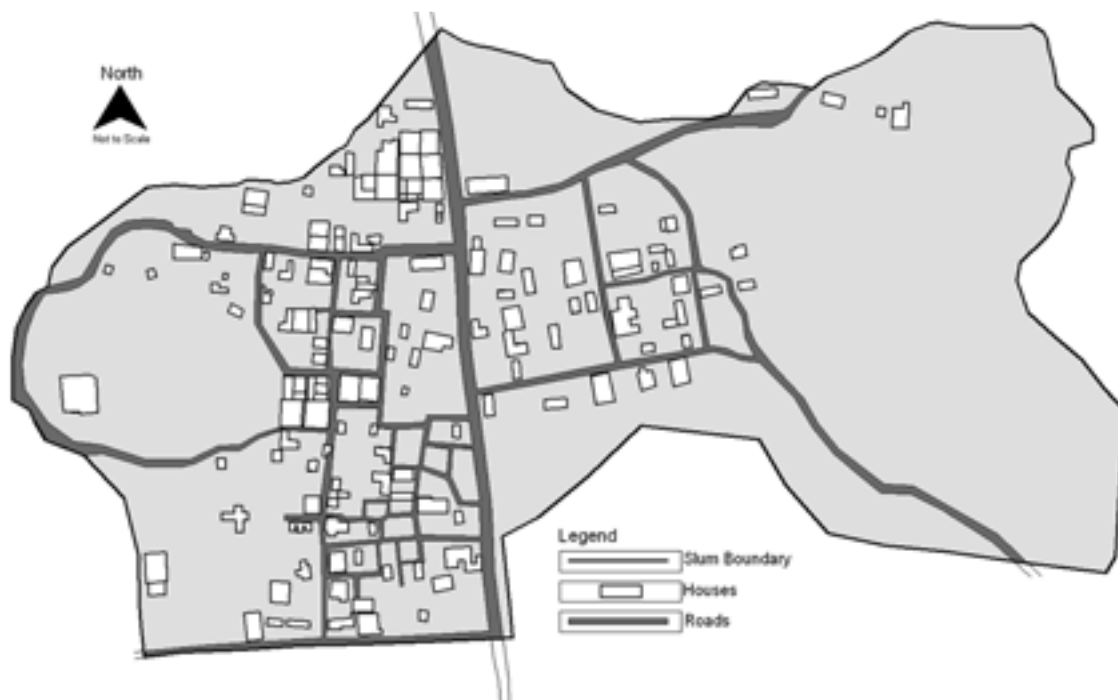 North
Not to Scale
Legend
Slum Boundary
Houses
Roads